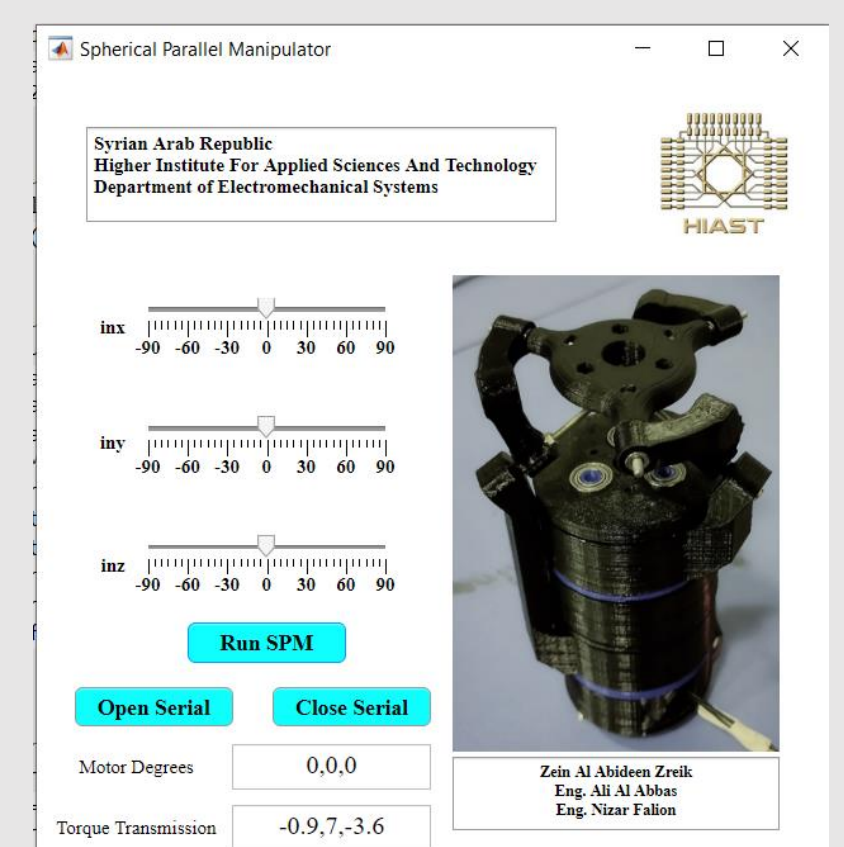 Spherical Parallel Manipulator
Syrian Arab Republic
Higher Institute For Applied Sciences And Technology
Department of Electromechanical Systems
HIAST
inx
-90 -60 -30 0 30 60 90
iny
-90 -60 -30 0 30 60 90
inz
-90 -60 -30 0 30 60 90
Run SPM
Open Serial Close Serial
Motor Degrees 0,0,0
Torque Transmission -0.9,7,-3.6
Zein Al Abideen Zreik
Eng. Ali Al Abbas
Eng. Nizar Falion